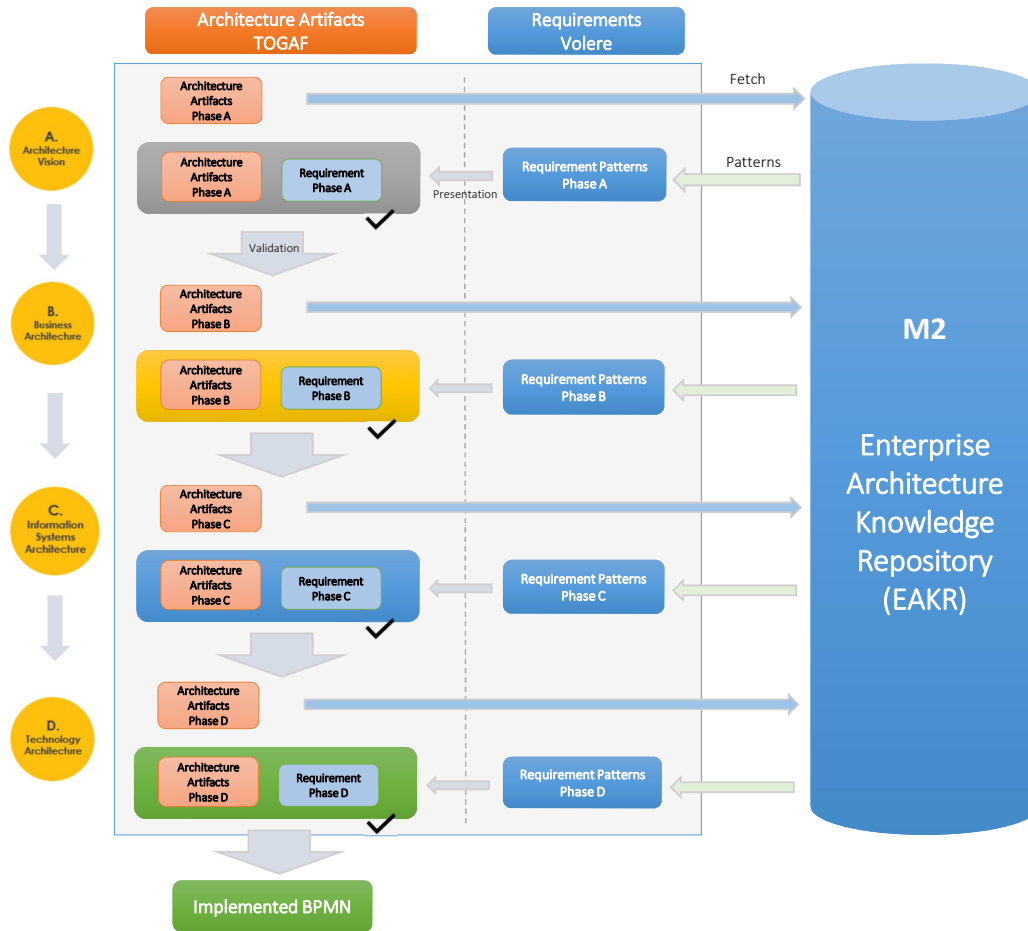 Architecture Artifacts
TOGAF
Requirements
Volere
Fetch
Architecture
Artifacts
Phase A
A.
Architecture
Vision
Architecture
Artifacts
Phase A
Requirement
Phase A
Presentation
Requirement Patterns
Phase A
Patterns
Validation
B.
Business
Architecture
Architecture
Artifacts
Phase B
Architecture
Artifacts
Phase B
Requirement
Phase B
Requirement Patterns
Phase B
M2
Enterprise
Architecture
Knowledge
Repository
(EAKR)
C.
Information
Systems
Architecture
Architecture
Artifacts
Phase C
Architecture
Artifacts
Phase C
Requirement
Phase C
Requirement Patterns
Phase C
D.
Technology
Architecture
Architecture
Artifacts
Phase D
Architecture
Artifacts
Phase D
Requirement
Phase D
Requirement Patterns
Phase D
Implemented BPMN